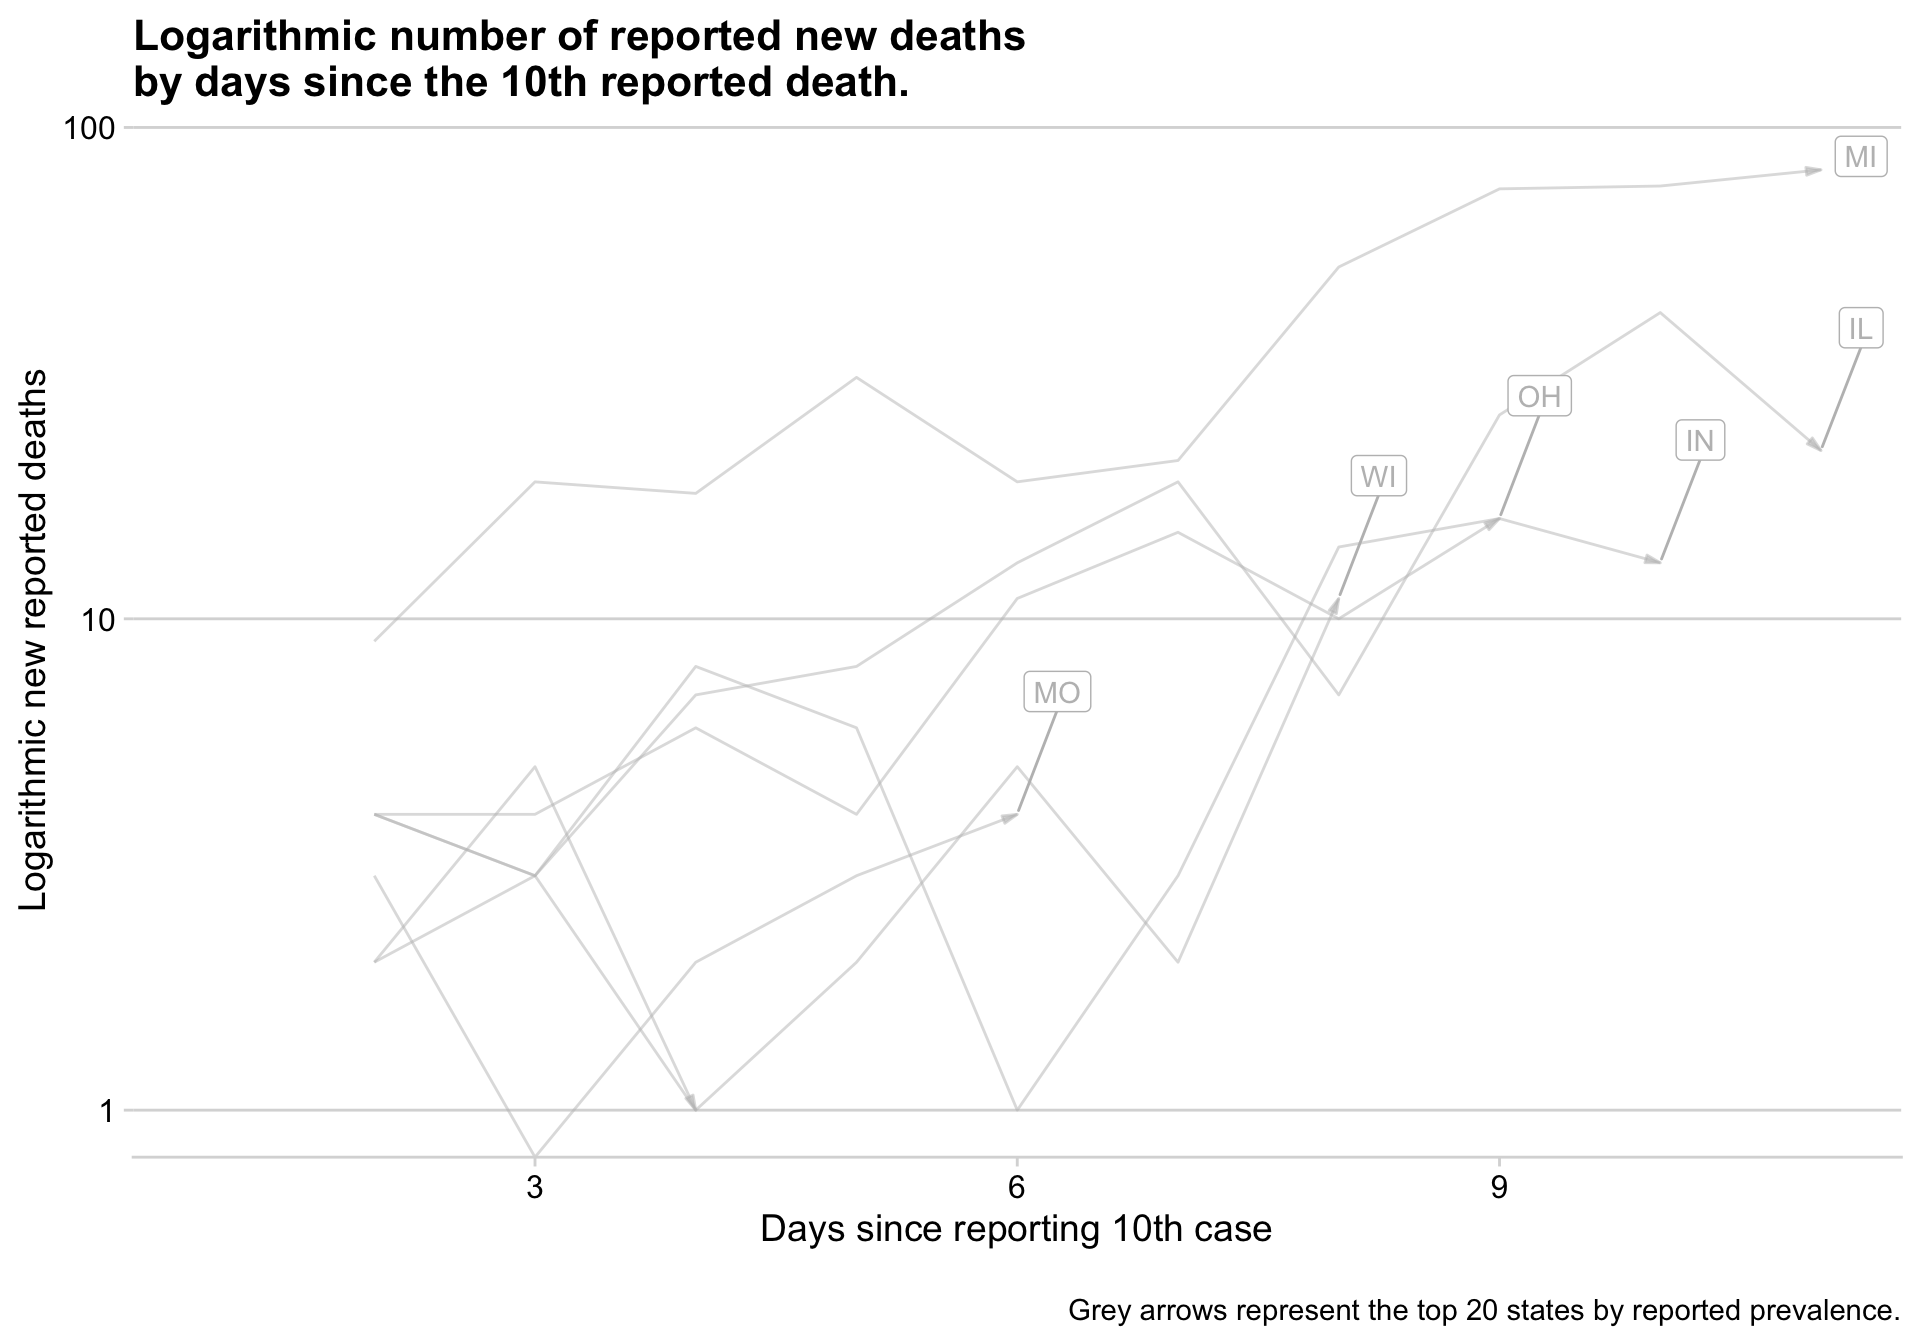 Logarithmic number of reported new deaths
by days since the 10th reported death.
100
MI
IL
OH
IN
WI
10
MO
1
Logarithmic new reported deaths
3 6 9
Days since reporting 10th case
Grey arrows represent the top 20 states by reported prevalence.